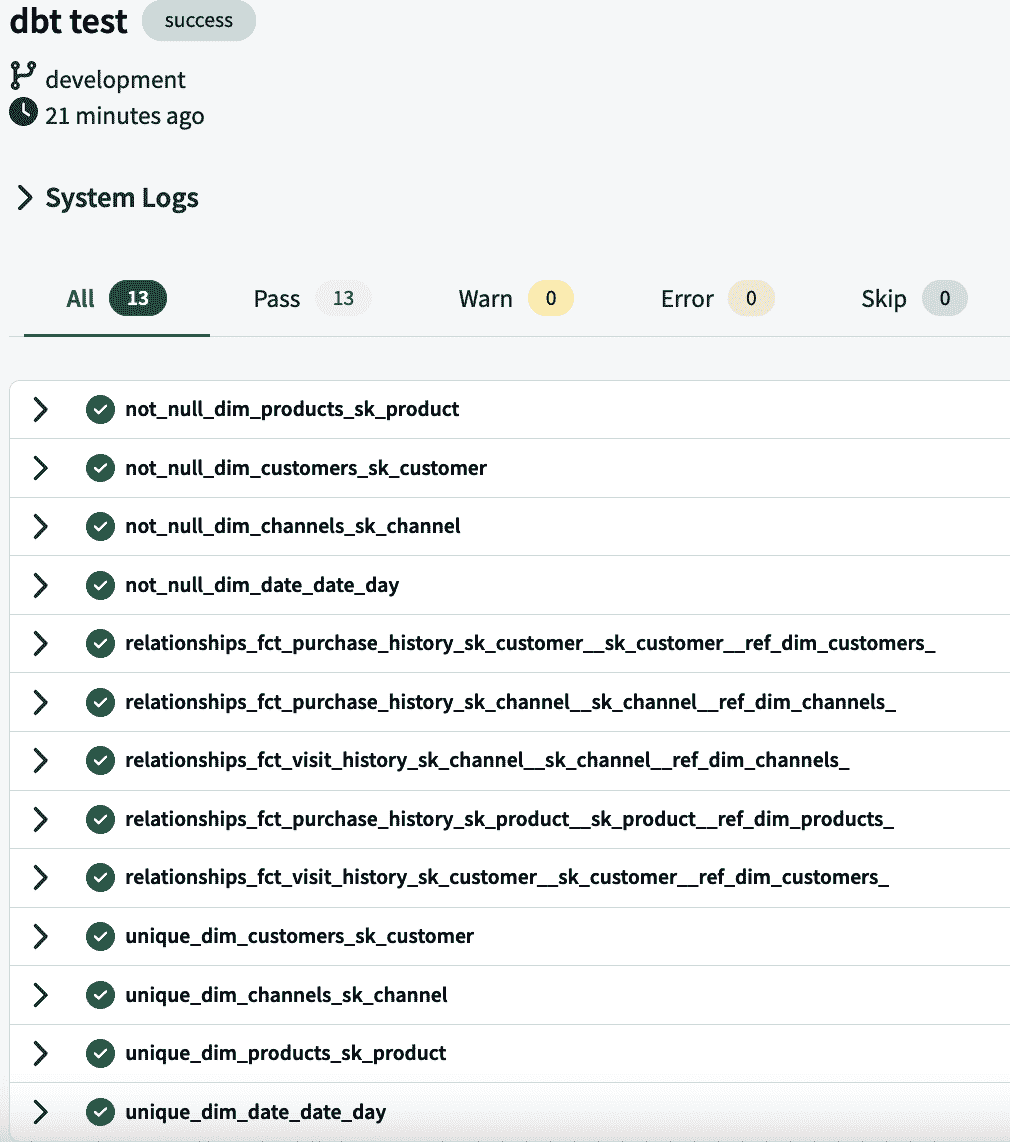 dbt test success
development
21 minutes ago
System Logs
All 13 Pass 13 Warn 0 Error 0 Skip 0
not_null_dim_products_sk_product
not_null_dim_customers_sk_customer
not_null_dim_channels_sk_channel
not_null_dim_date_date_day
relationships_fct_purchase_history_sk_customer__sk_customer__ref_dim_customers_
relationships_fct_purchase_history_sk_channel__sk_channel__ref_dim_channels_
relationships_fct_visit_history_sk_channel__sk_channel__ref_dim_channels_
relationships_fct_purchase_history_sk_product__sk_product__ref_dim_products_
relationships_fct_visit_history_sk_customer__sk_customer__ref_dim_customers_
unique_dim_customers_sk_customer
unique_dim_channels_sk_channel
unique_dim_products_sk_product
unique_dim_date_date_day